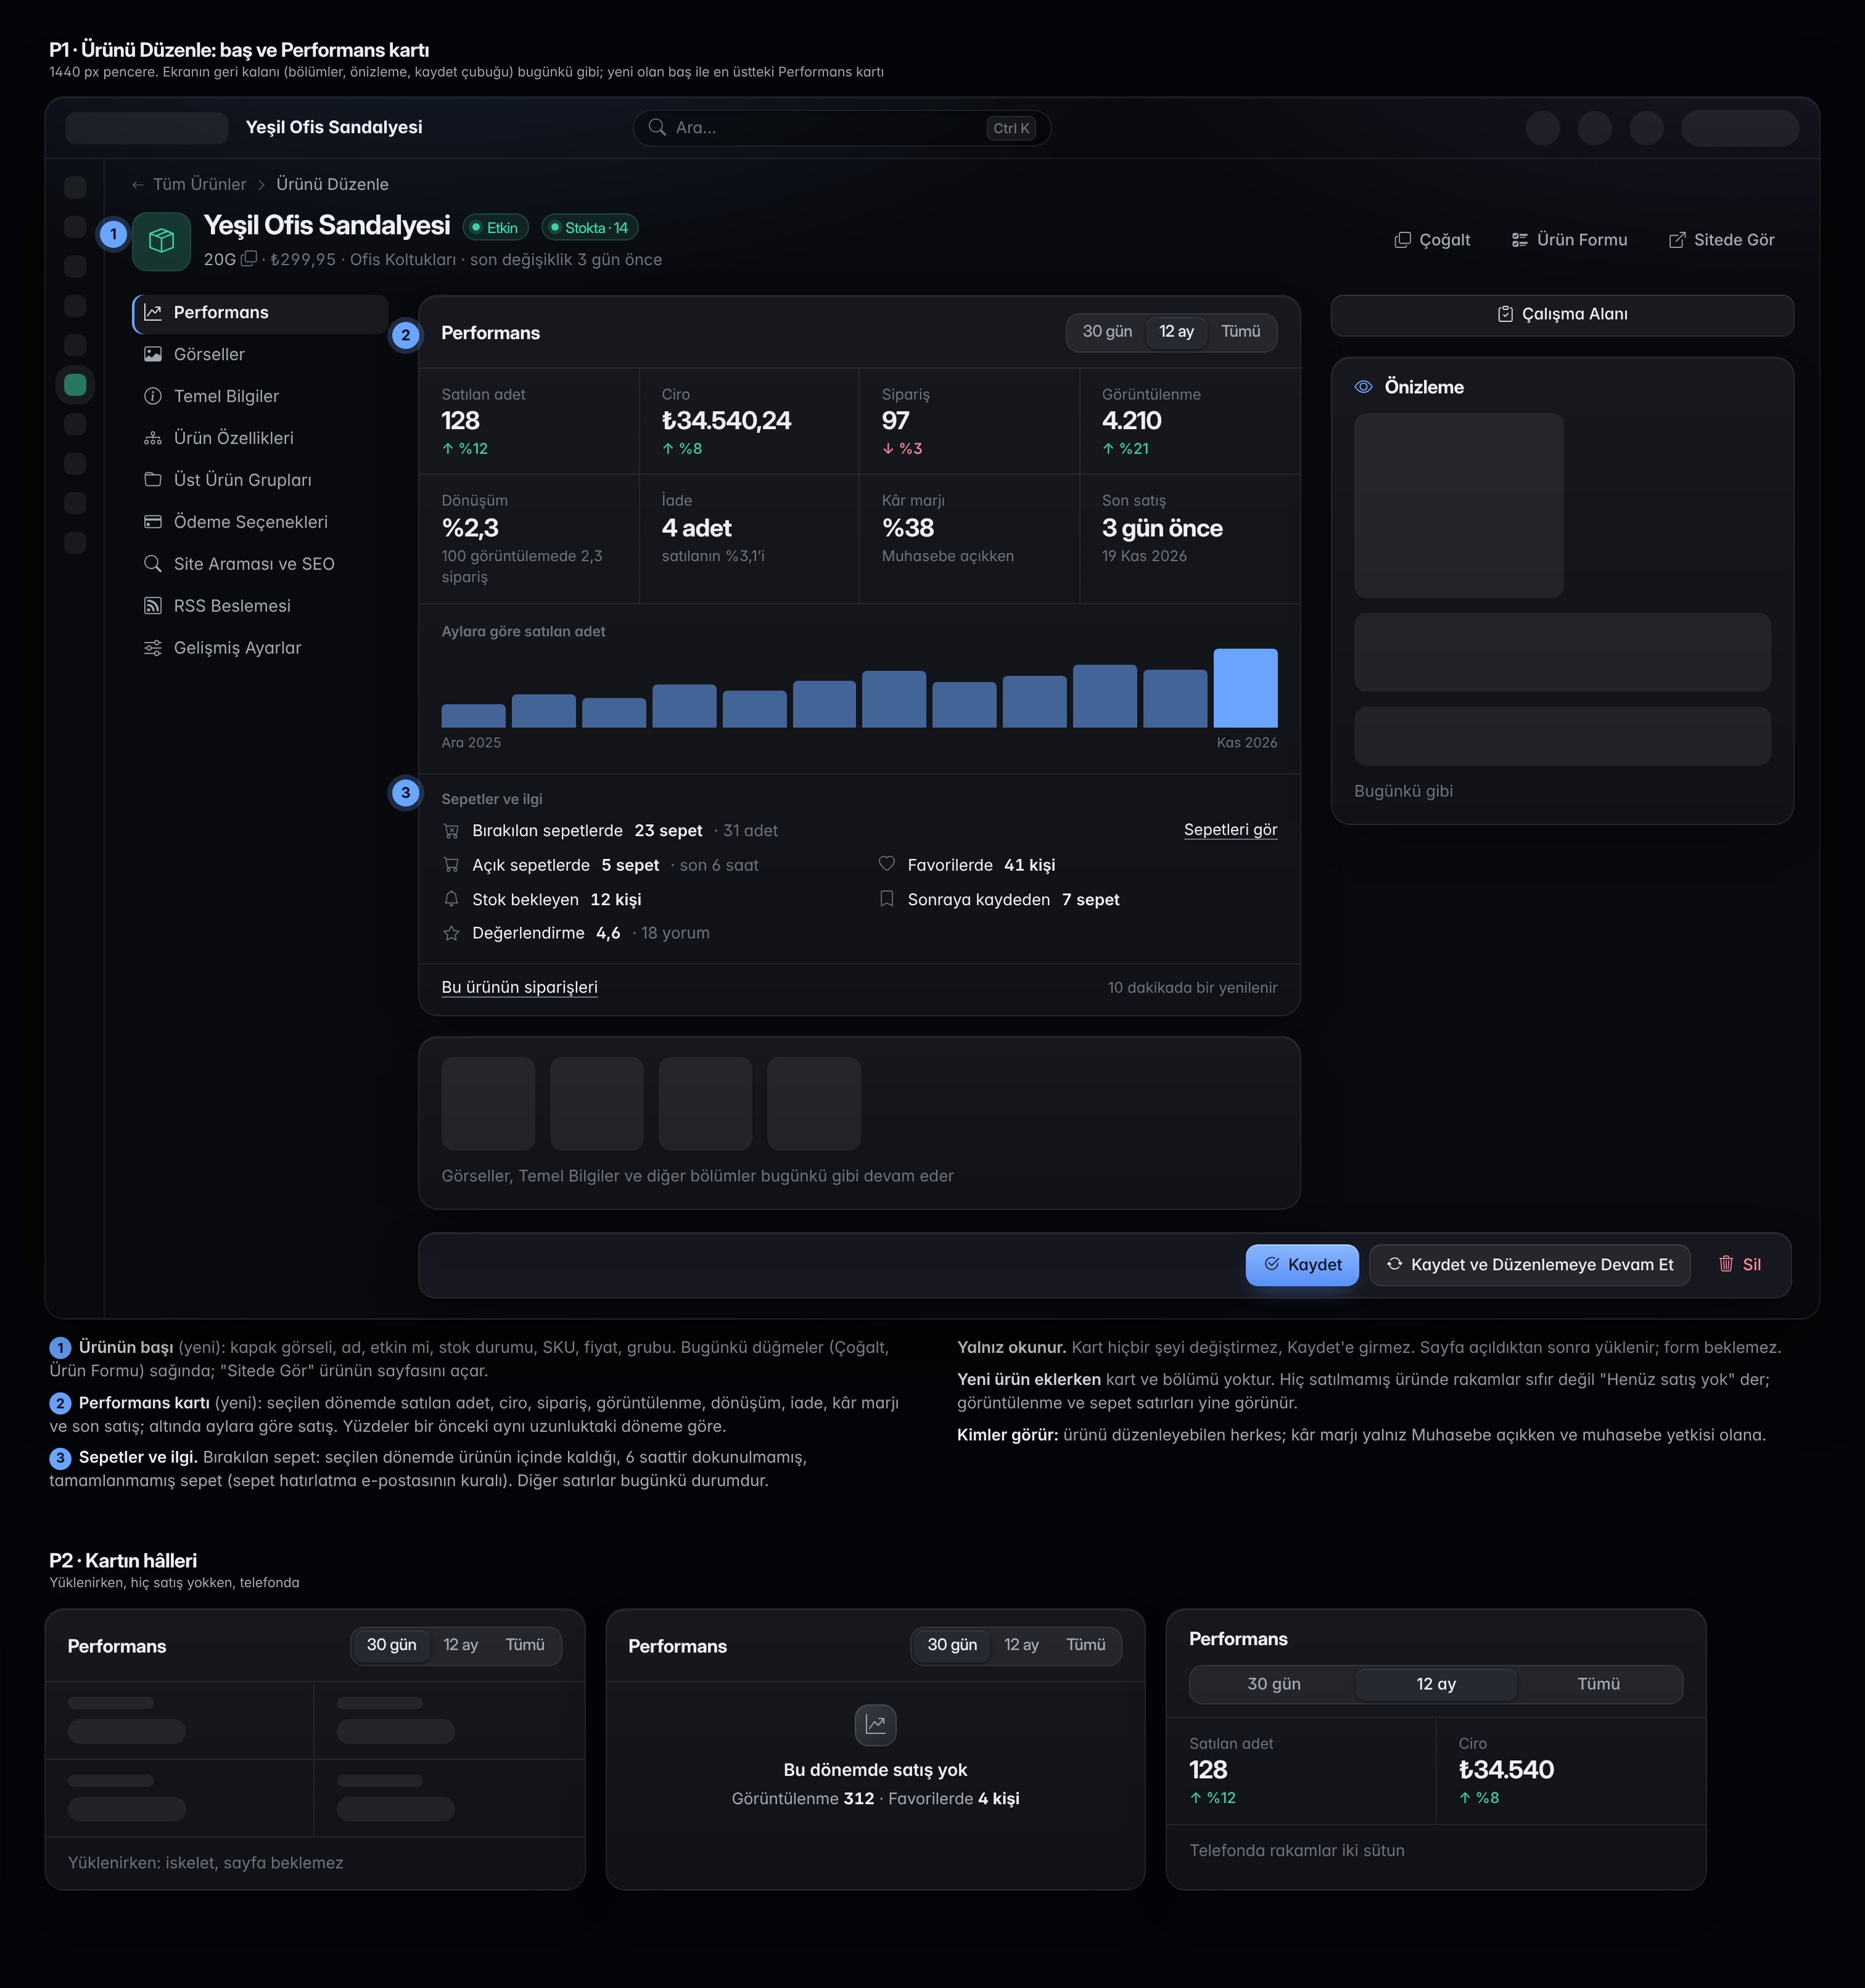 P1 · Ürünü Düzenle: baş ve Performans kartı
1440 px pencere. Ekranın geri kalanı (bölümler, önizleme, kaydet çubuğu) bugünkü gibi; yeni olan baş ile en üstteki Performans kartı
Yeşil Ofis Sandalyesi
Ara...
Ctrl K
← Tüm Ürünler > Ürünü Düzenle
1
Yeşil Ofis Sandalyesi
Etkin
Stokta · 14
20G · ₺299,95 · Ofis Koltukları · son değişiklik 3 gün önce
Çoğalt
Ürün Formu
Sitede Gör
Performans
Görseller
Temel Bilgiler
Ürün Özellikleri
Üst Ürün Grupları
Ödeme Seçenekleri
Site Araması ve SEO
RSS Beslemesi
Gelişmiş Ayarlar
2
Performans
30 gün
12 ay
Tümü
Satılan adet
128
↑ %12
Ciro
₺34.540,24
↑ %8
Sipariş
97
↓ %3
Görüntülenme
4.210
↑ %21
Dönüşüm
%2,3
100 görüntülemede 2,3
sipariş
İade
4 adet
satılanın %3,1'i
Kâr marjı
%38
Muhasebe açıkken
Son satış
3 gün önce
19 Kas 2026
Aylara göre satılan adet
Ara 2025
Kas 2026
3
Sepetler ve ilgi
Bırakılan sepetlerde 23 sepet · 31 adet
Sepetleri gör
Açık sepetlerde 5 sepet · son 6 saat
Favorilerde 41 kişi
Stok bekleyen 12 kişi
Sonraya kaydeden 7 sepet
Değerlendirme 4,6 · 18 yorum
Bu ürünün siparişleri
10 dakikada bir yenilenir
Çalışma Alanı
Önizleme
Bugünkü gibi
Görseller, Temel Bilgiler ve diğer bölümler bugünkü gibi devam eder
Kaydet
Kaydet ve Düzenlemeye Devam Et
Sil
1 Ürünün başı (yeni): kapak görseli, ad, etkin mi, stok durumu, SKU, fiyat, grubu. Bugünkü düğmeler (Çoğalt,
Ürün Formu) sağında; "Sitede Gör" ürünün sayfasını açar.
2 Performans kartı (yeni): seçilen dönemde satılan adet, ciro, sipariş, görüntülenme, dönüşüm, iade, kâr marjı
ve son satış; altında aylara göre satış. Yüzdeler bir önceki aynı uzunluktaki döneme göre.
3 Sepetler ve ilgi. Bırakılan sepet: seçilen dönemde ürünün içinde kaldığı, 6 saattir dokunulmamış,
tamamlanmamış sepet (sepet hatırlatma e-postasının kuralı). Diğer satırlar bugünkü durumdur.
Yalnız okunur. Kart hiçbir şeyi değiştirmez, Kaydet'e girmez. Sayfa açıldıktan sonra yüklenir; form beklemez.
Yeni ürün eklerken kart ve bölümü yoktur. Hiç satılmamış üründe rakamlar sıfır değil "Henüz satış yok" der;
görüntülenme ve sepet satırları yine görünür.
Kimler görür: ürünü düzenleyebilen herkes; kâr marjı yalnız Muhasebe açıkken ve muhasebe yetkisi olana.
P2 · Kartın hâlleri
Yüklenirken, hiç satış yokken, telefonda
Performans
30 gün
12 ay
Tümü
Yüklenirken: iskelet, sayfa beklemez
Performans
30 gün
12 ay
Tümü
Bu dönemde satış yok
Görüntülenme 312 · Favorilerde 4 kişi
Performans
30 gün
12 ay
Tümü
Satılan adet
128
↑ %12
Ciro
₺34.540
↑ %8
Telefonda rakamlar iki sütun